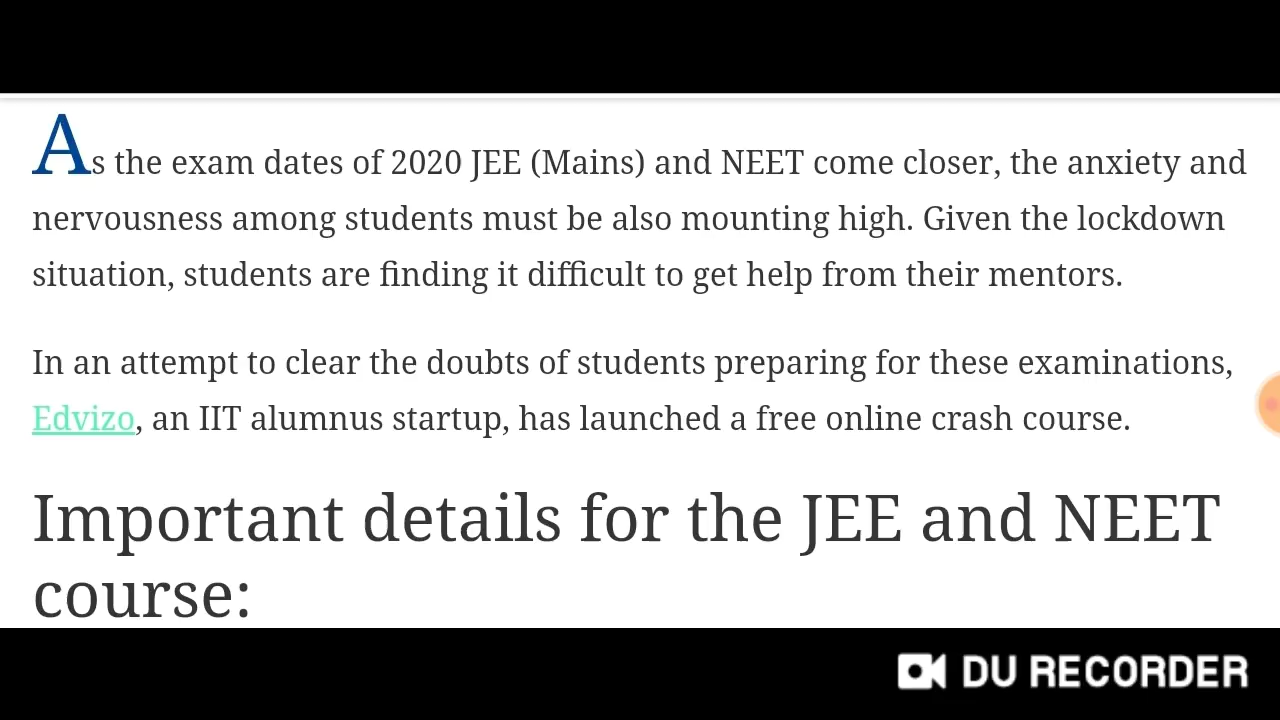 As the exam dates of 2020 JEE (Mains) and NEET come closer, the anxiety and
nervousness among students must be also mounting high. Given the lockdown
situation, students are finding it difficult to get help from their mentors.
In an attempt to clear the doubts of students preparing for these examinations,
Edvizo, an IIT alumnus startup, has launched a free online crash course.
Important details for the JEE and NEET
course:
DU RECORDER